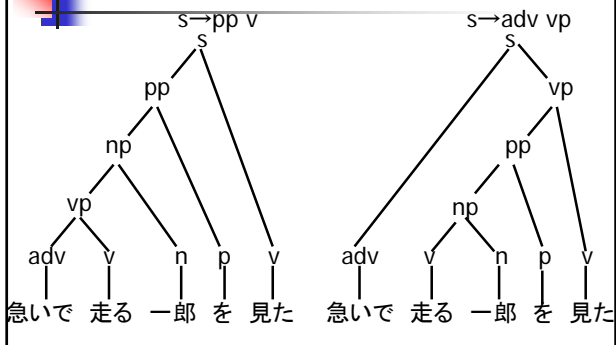 s→pp v s→adv vp
s s
pp vp
np pp
vp np
adv v n p v adv v n p v
急いで 走る 一郎 を 見た 急いで 走る 一郎 を 見た